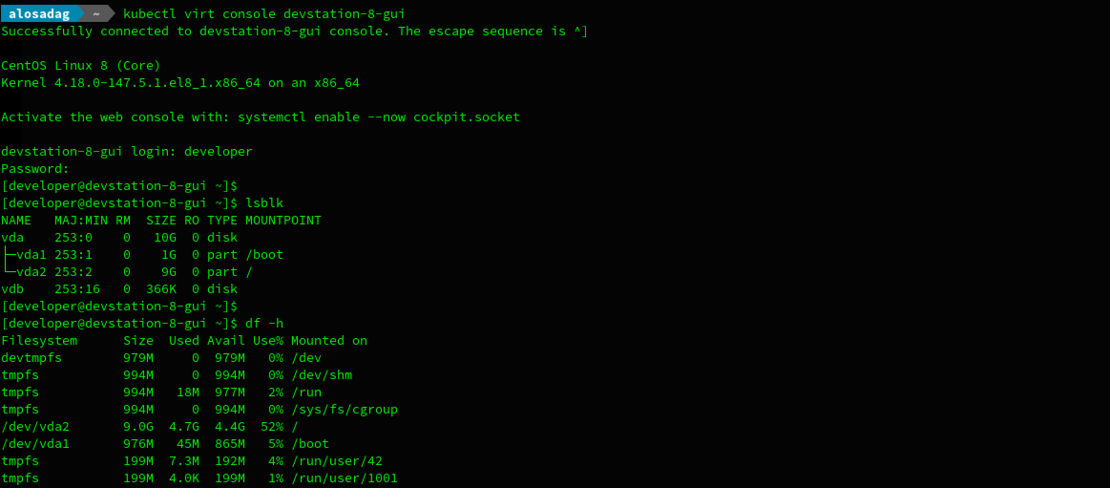 alosadag ~ kubectl virt console devstation-8-gui
Successfully connected to devstation-8-gui console. The escape sequence is ^]
CentOS Linux 8 (Core)
Kernel 4.18.0-147.5.1.el8_1.x86_64 on an x86_64
Activate the web console with: systemctl enable --now cockpit.socket
devstation-8-gui login: developer
Password:
[developer@devstation-8-gui ~]$
[developer@devstation-8-gui ~]$ lsblk
NAME   MAJ:MIN RM  SIZE RO TYPE MOUNTPOINT
vda    253:0    0   10G  0 disk
├─vda1 253:1    0    1G  0 part /boot
└─vda2 253:2    0    9G  0 part /
vdb    253:16   0  366K  0 disk
[developer@devstation-8-gui ~]$
[developer@devstation-8-gui ~]$ df -h
Filesystem      Size  Used Avail Use% Mounted on
devtmpfs        979M     0  979M   0% /dev
tmpfs           994M     0  994M   0% /dev/shm
tmpfs           994M   18M  977M   2% /run
tmpfs           994M     0  994M   0% /sys/fs/cgroup
/dev/vda2       9.0G  4.7G  4.4G  52% /
/dev/vda1       976M   45M  865M   5% /boot
tmpfs           199M  7.3M  192M   4% /run/user/42
tmpfs           199M  4.0K  199M   1% /run/user/1001